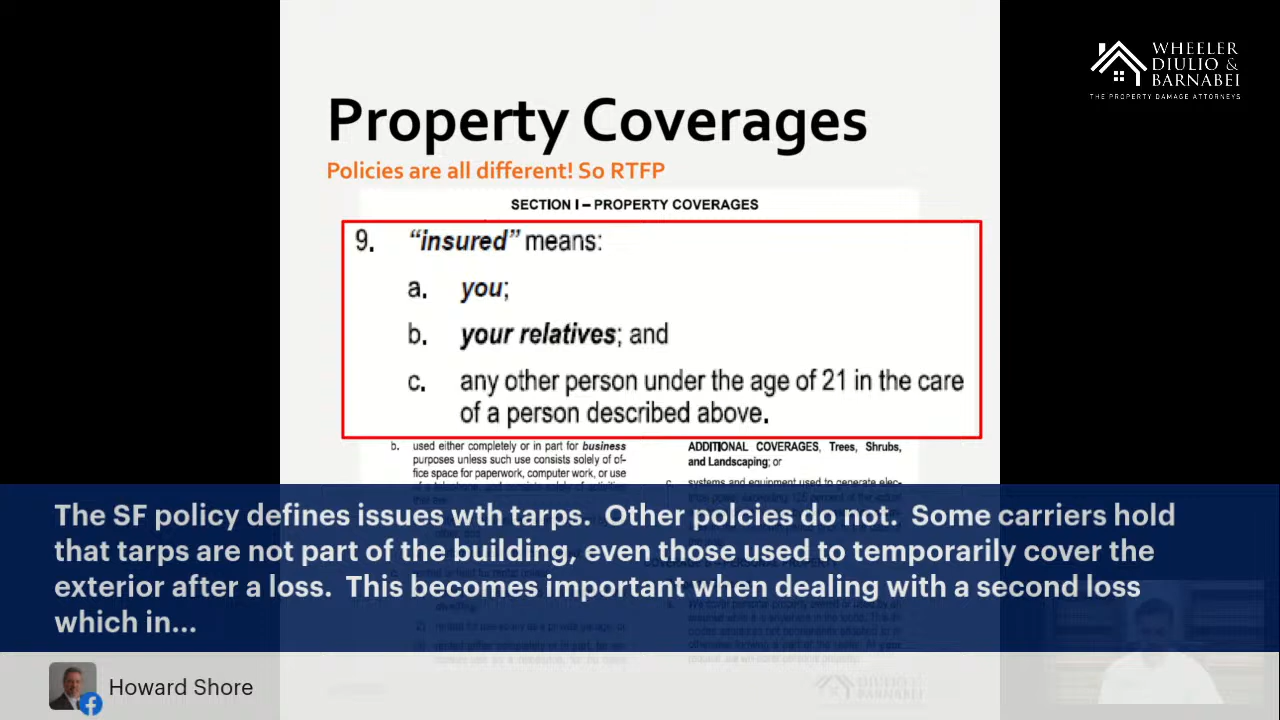 WHEELER
DIULIO &
BARNABEI
THE PROPERTY DAMAGE ATTORNEYS
Property Coverages
Policies are all different! So RTFP
SECTION I – PROPERTY COVERAGES
9. “insured” means:
a. you;
b. your relatives; and
c. any other person under the age of 21 in the care
of a person described above.
b. used either completely or in part for business
purposes unless such use consists solely of of-
fice space for paperwork, computer work, or use
ADDITIONAL COVERAGES, Trees, Shrubs,
and Landscaping; or
The SF policy defines issues wth tarps. Other polcies do not. Some carriers hold
that tarps are not part of the building, even those used to temporarily cover the
exterior after a loss. This becomes important when dealing with a second loss
which in...
Howard Shore